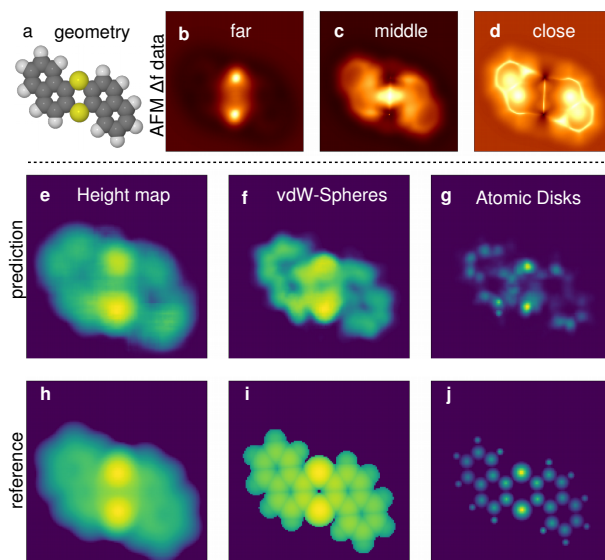 a geometry
AFM Δf data
b far
c middle
d close
prediction
e Height map
f vdW-Spheres
g Atomic Disks
reference
h
i
j